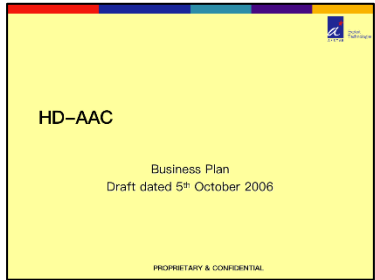 HD-AAC
Business Plan
Draft dated 5th October 2006
PROPRIETARY & CONFIDENTIAL